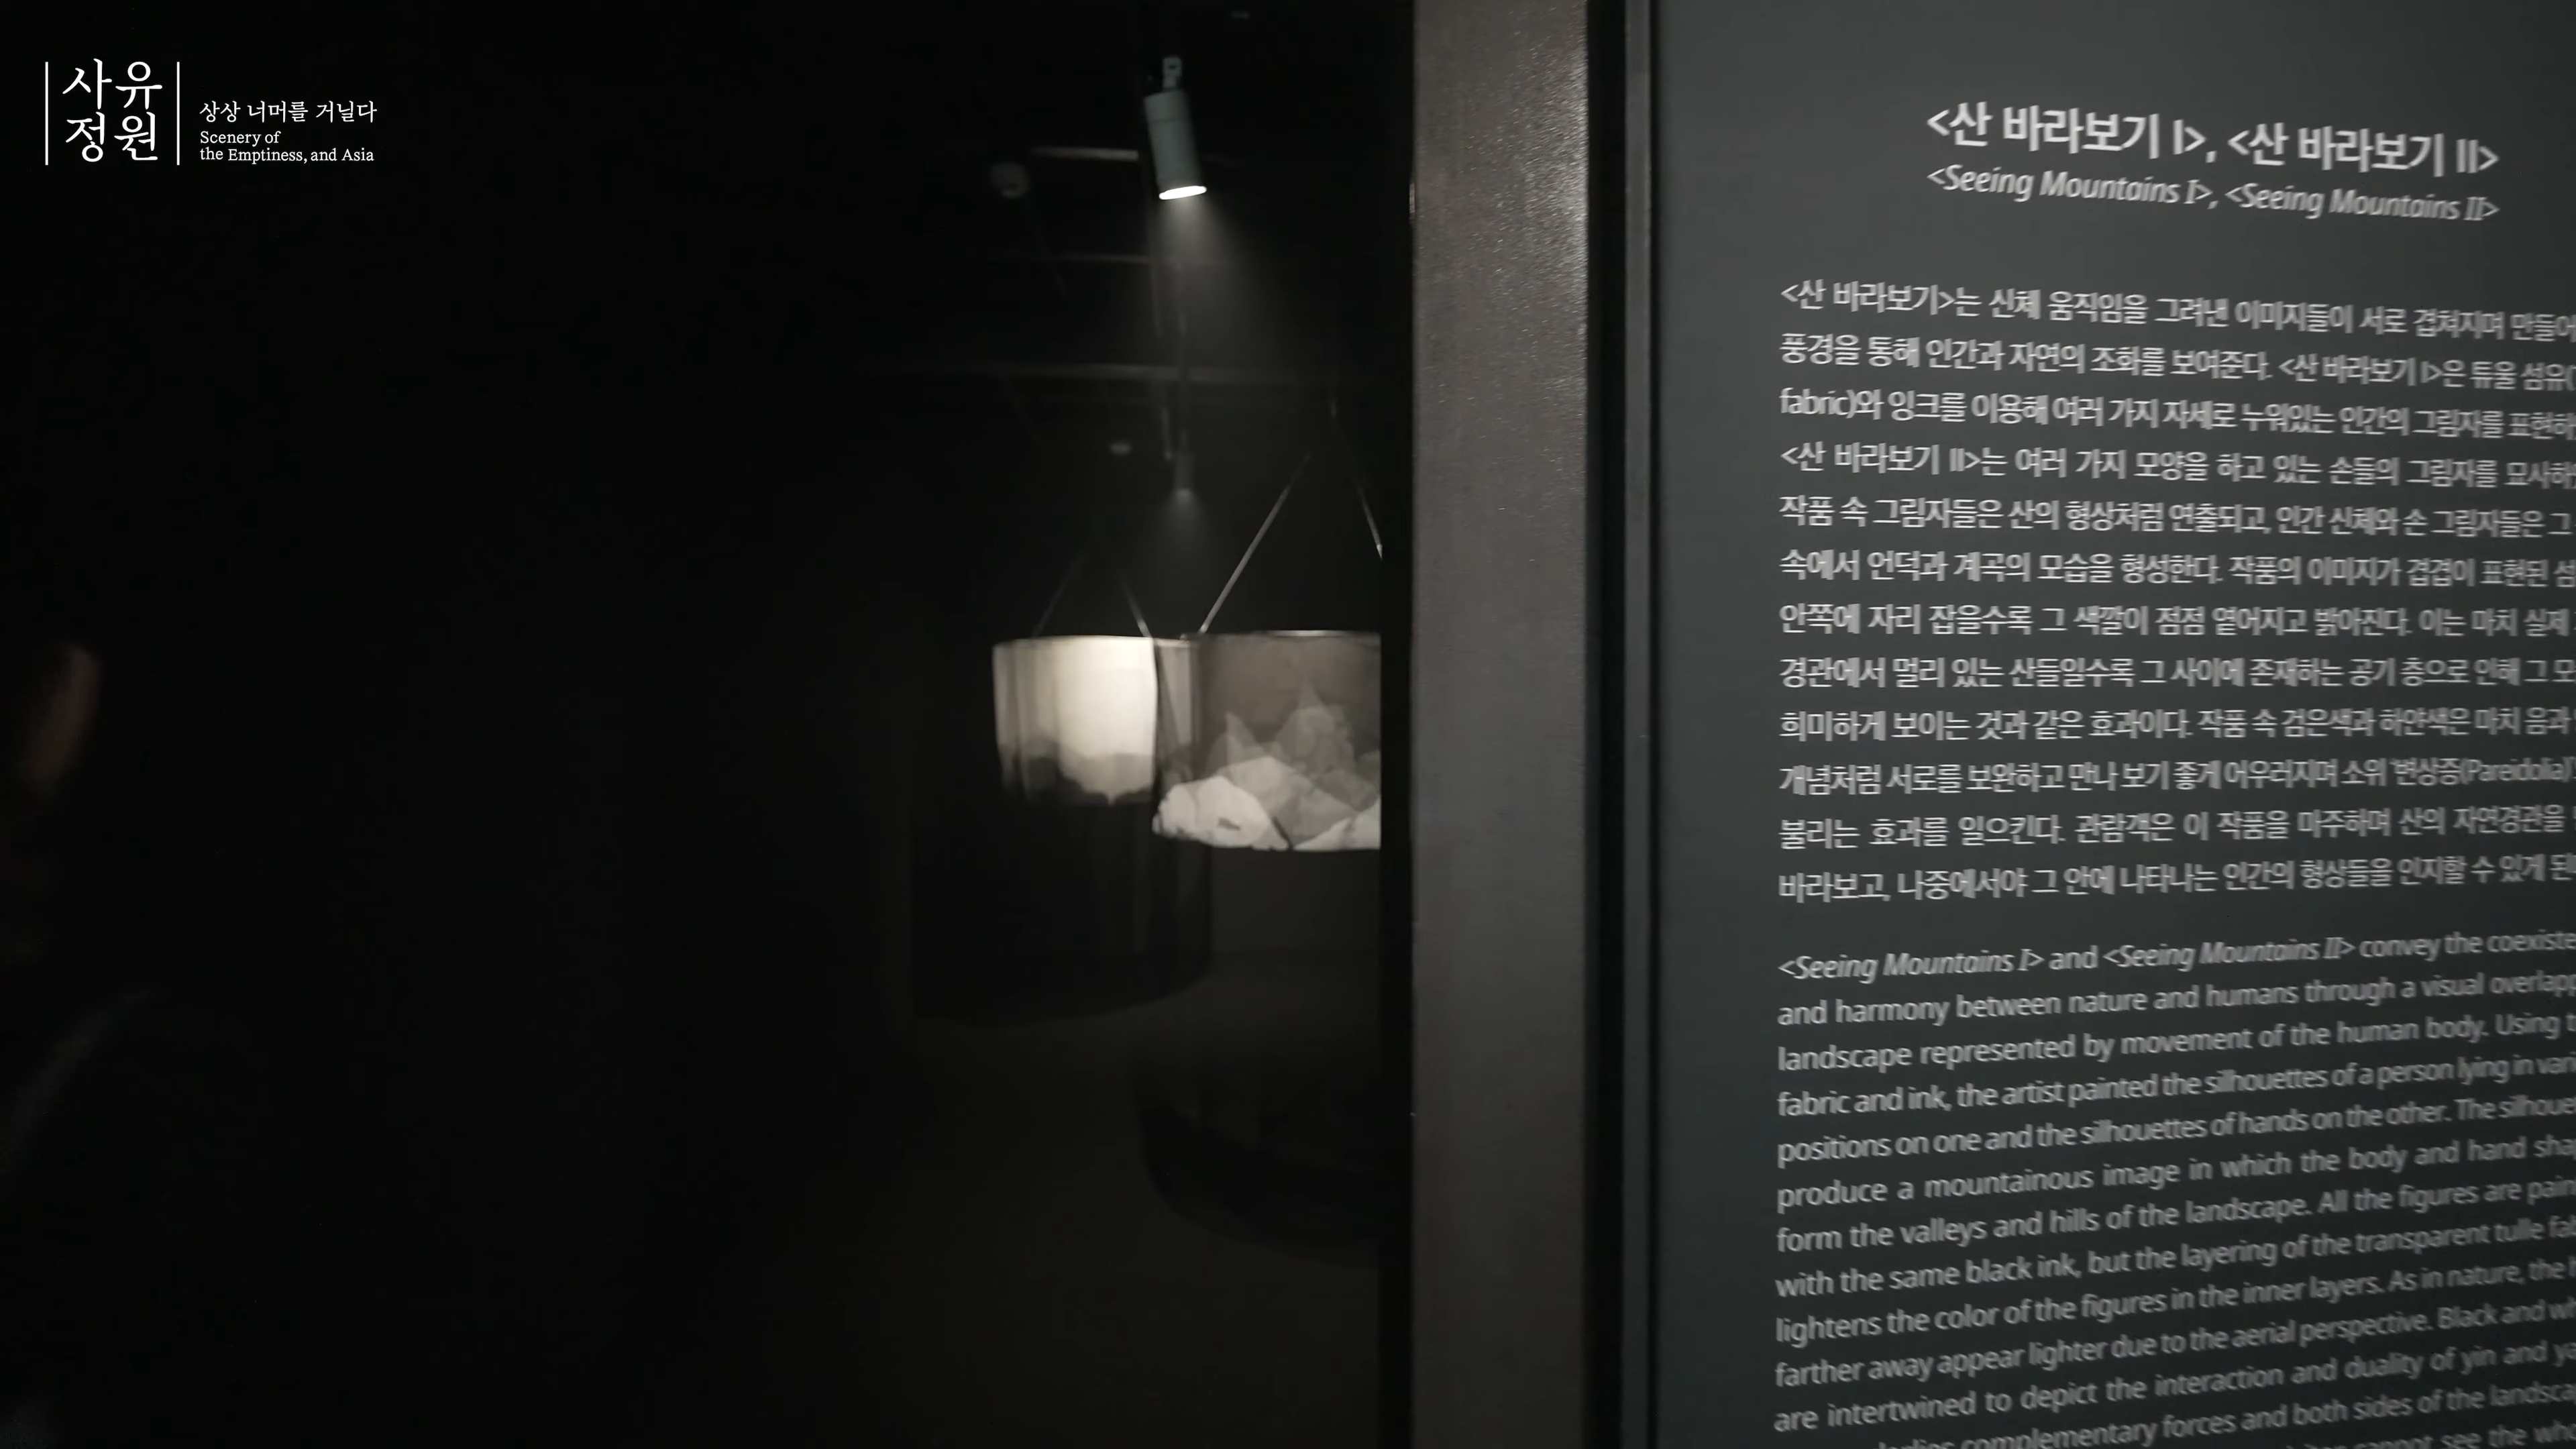 사유
정원
상상 너머를 거닐다
Scenery of
the Emptiness, and Asia
<산 바라보기 I>, <산 바라보기 II>
<Seeing Mountains I>, <Seeing Mountains II>
<산 바라보기>는 신체 움직임을 그려낸 이미지들이 서로 겹쳐지며
풍경을 통해 인간과 자연의 조화를 보여준다. <산 바라보기 I>은 튤울 섬유
fabric)와 잉크를 이용해 여러 가지 자세로 누워있는 인간의 그림자를
<산 바라보기 II>는 여러 가지 모양을 하고 있는 손들의 그림자를
작품 속 그림자들은 산의 형상처럼 연출되고, 인간 신체와 손 그림자들은 그
속에서 언덕과 계곡의 모습을 형성한다. 작품의 이미지가 겹겹이 표현된
안쪽에 자리 잡을수록 그 색깔이 점점 옅어지고 밝아진다. 이는 마치 실제
경관에서 멀리 있는 산들일수록 그 사이에 존재하는 공기 층으로 인해 그
희미하게 보이는 것과 같은 효과이다. 작품 속 검은색과 하얀색은 마치 음과
개념처럼 서로를 보완하고 만나 보기 좋게 어우러지며 소위 '변상증(Pareidolia)'
불리는 효과를 일으킨다. 관람객은 이 작품을 마주하며 산의 자연경관을
바라보고, 나중에서야 그 안에 나타나는 인간의 형상들을 인지할 수 있게
<Seeing Mountains I> and <Seeing Mountains II> convey the
and harmony between nature and humans through a visual
landscape represented by movement of the human body. Using
fabric and ink, the artist painted the silhouettes of a person lying in
positions on one and the silhouettes of hands on the other. The
produce a mountainous image in which the body and hand
form the valleys and hills of the landscape. All the figures are
with the same black ink, but the layering of the transparent tulle
lightens the color of the figures in the inner layers. As in nature, the
farther away appear lighter due to the aerial perspective. Black and
are intertwined to depict the interaction and duality of yin and
complementary forces and both sides of the
cannot see the